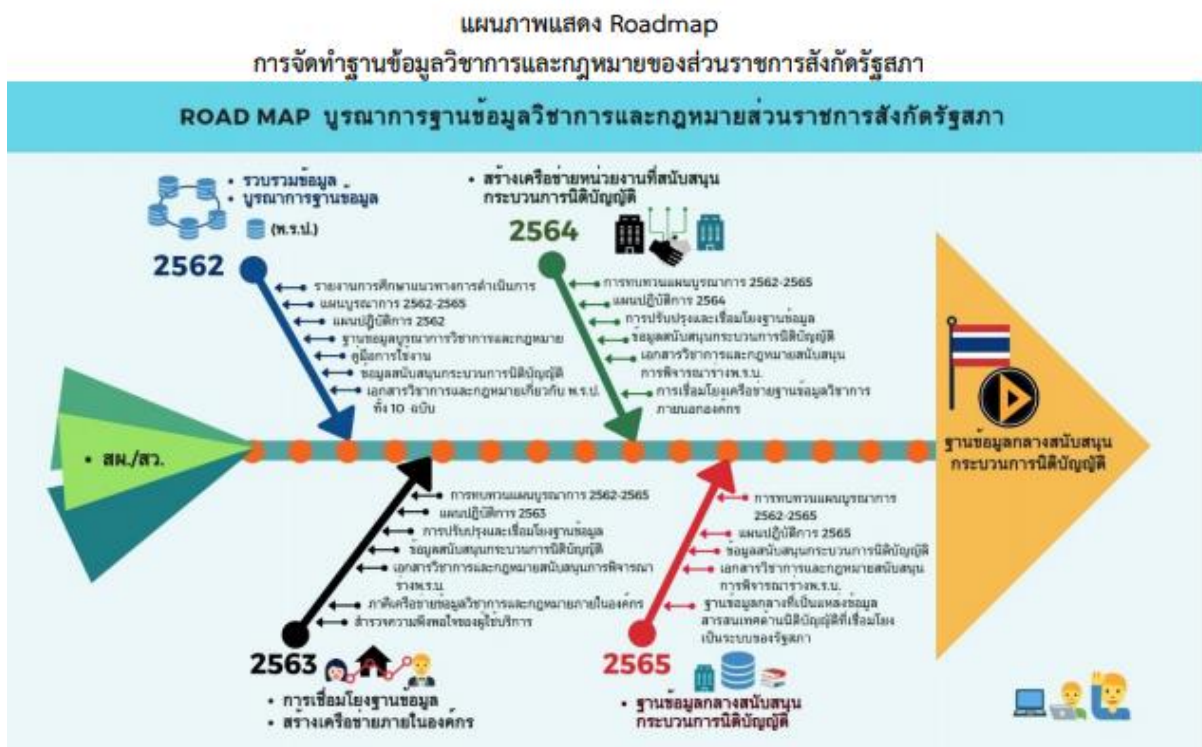 แผนภาพแสดง Roadmap
การจัดทำฐานข้อมูลวิชาการและกฎหมายของส่วนราชการสังกัดรัฐสภา
ROAD MAP บูรณาการฐานข้อมูลวิชาการและกฎหมายส่วนราชการสังกัดรัฐสภา
• รวบรวมข้อมูล
• บูรณาการฐานข้อมูล
(พ.ร.ป.)
2562
รายงานการศึกษาแนวทางการดำเนินการ
แผนบูรณาการ 2562-2565
แผนปฏิบัติการ 2562
ฐานข้อมูลบูรณาการวิชาการและกฎหมาย
คู่มือการใช้งาน
ข้อมูลสนับสนุนกระบวนการนิติบัญญัติ
เอกสารวิชาการและกฎหมายเกี่ยวกับ พ.ร.ป.
ทั้ง 10 ฉบับ
• สร้างเครือข่ายหน่วยงานที่สนับสนุน
กระบวนการนิติบัญญัติ
2564
การทบทวนแผนบูรณาการ 2562-2565
แผนปฏิบัติการ 2564
การปรับปรุงและเชื่อมโยงฐานข้อมูล
ข้อมูลสนับสนุนกระบวนการนิติบัญญัติ
เอกสารวิชาการและกฎหมายสนับสนุน
การพิจารณาร่างพ.ร.บ.
การเชื่อมโยงเครือข่ายฐานข้อมูลวิชาการ
ภายนอกองค์กร
• สผ./สว.
ฐานข้อมูลกลางสนับสนุน
กระบวนการนิติบัญญัติ
การทบทวนแผนบูรณาการ 2562-2565
แผนปฏิบัติการ 2563
การปรับปรุงและเชื่อมโยงฐานข้อมูล
ข้อมูลสนับสนุนกระบวนการนิติบัญญัติ
เอกสารวิชาการและกฎหมายสนับสนุนการพิจารณา
ร่างพ.ร.บ.
ภาคีเครือข่ายข้อมูลวิชาการและกฎหมายภายในองค์กร
สำรวจความพึงพอใจของผู้ใช้บริการ
2563
• การเชื่อมโยงฐานข้อมูล
• สร้างเครือข่ายภายในองค์กร
การทบทวนแผนบูรณาการ
2562-2565
แผนปฏิบัติการ 2565
ข้อมูลสนับสนุนกระบวนการนิติบัญญัติ
เอกสารวิชาการและกฎหมายสนับสนุน
การพิจารณาร่างพ.ร.บ.
ฐานข้อมูลกลางที่เป็นแหล่งข้อมูล
สารสนเทศด้านนิติบัญญัติที่เชื่อมโยง
เป็นระบบของรัฐสภา
2565
• ฐานข้อมูลกลางสนับสนุน
กระบวนการนิติบัญญัติ